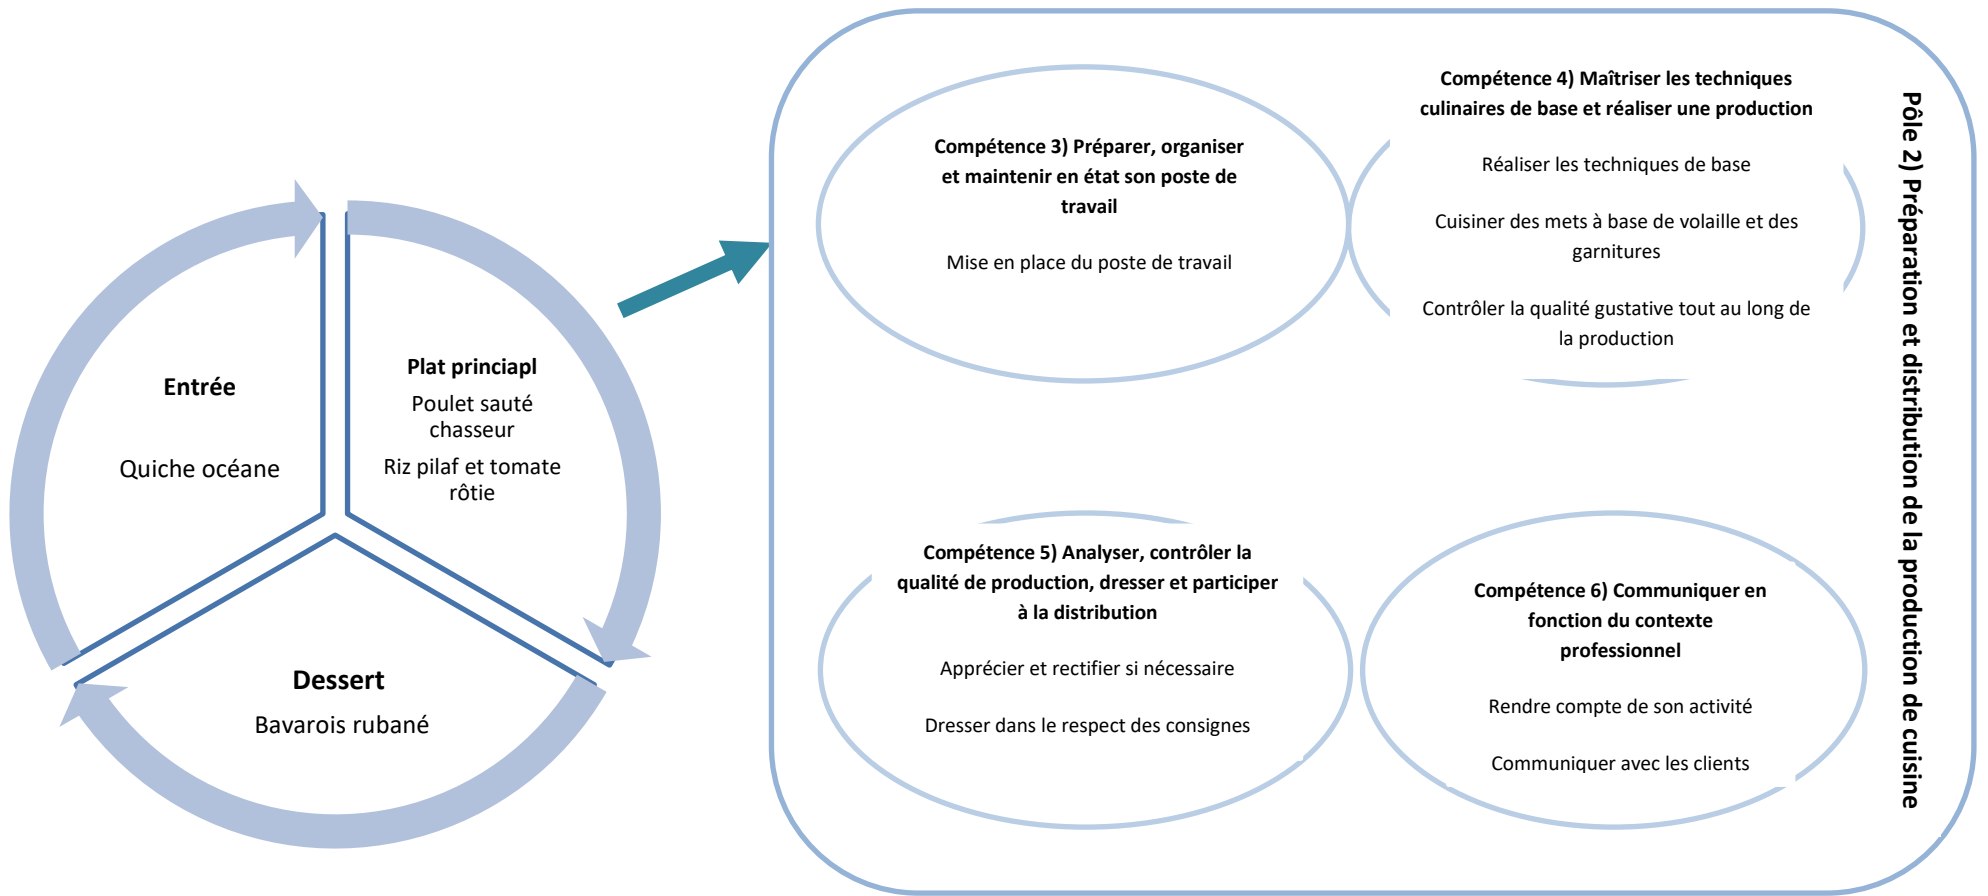 Entrée
Quiche océane
Plat princiapl
Poulet sauté
chasseur
Riz pilaf et tomate
rôtie
Dessert
Bavarois rubané
Compétence 3) Préparer, organiser
et maintenir en état son poste de
travail
Mise en place du poste de travail
Compétence 4) Maîtriser les techniques
culinaires de base et réaliser une production
Réaliser les techniques de base
Cuisiner des mets à base de volaille et des
garnitures
Contrôler la qualité gustative tout au long de
la production
Compétence 5) Analyser, contrôler la
qualité de production, dresser et participer
à la distribution
Apprécier et rectifier si nécessaire
Dresser dans le respect des consignes
Compétence 6) Communiquer en
fonction du contexte
professionnel
Rendre compte de son activité
Communiquer avec les clients
Pôle 2) Préparation et distribution de la production de cuisine